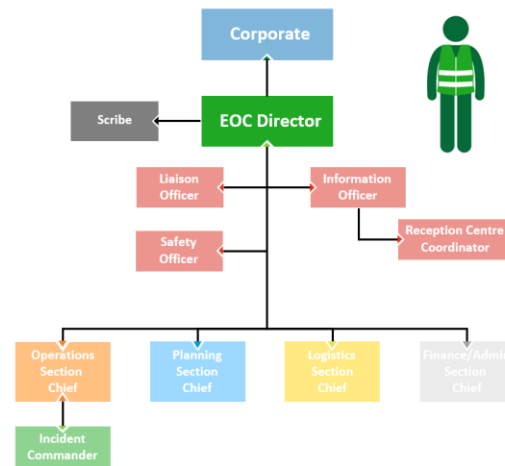 Corporate
Scribe
EOC Director
Liaison
Officer
Information
Officer
Safety
Officer
Reception Centre
Coordinator
Operations
Section
Chief
Planning
Section
Chief
Logistics
Section
Chief
Finance/Admin
Section
Chief
Incident
Commander